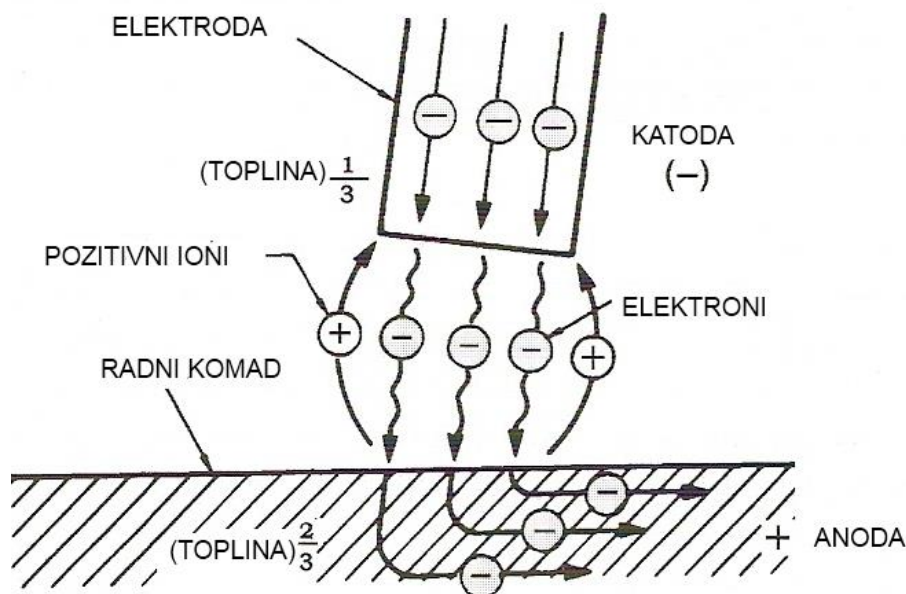 ELEKTRODA
(TOPLINA) 1/3
KATODA
(−)
POZITIVNI IONI
ELEKTRONI
RADNI KOMAD
(TOPLINA) 2/3
+ ANODA
− − −
+ − − − +
− − −